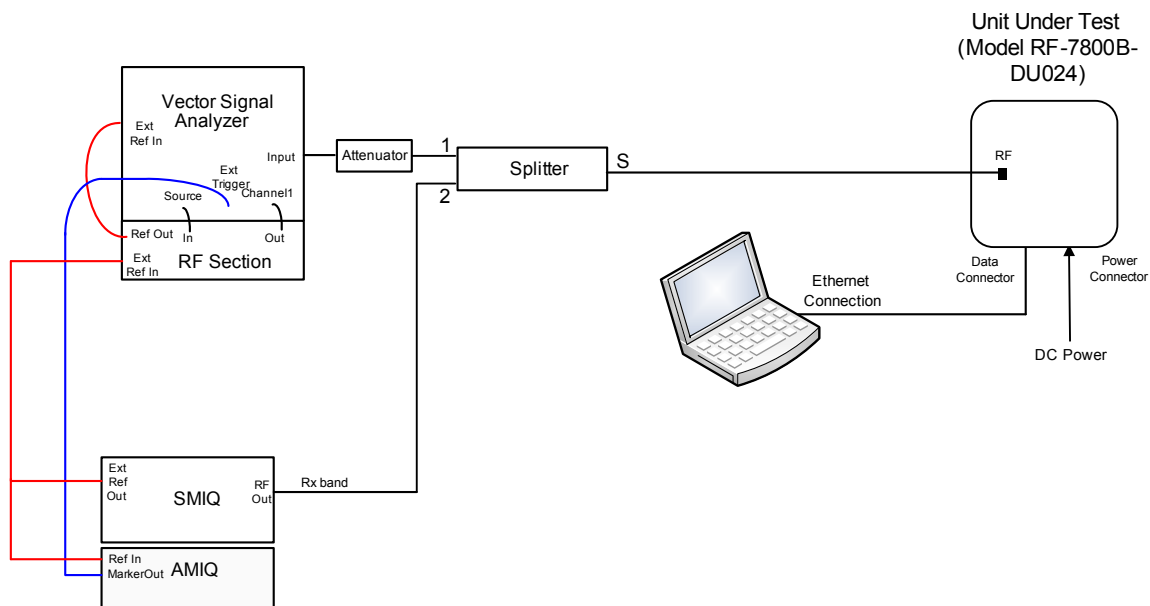 Unit Under Test
(Model RF-7800B-
DU024)
Vector Signal
Analyzer
Ext
Ref In
Input
Ext
Trigger
Source
Channel1
Attenuator
1
2
Splitter
S
RF
Ref Out
In
Out
Ext
Ref In
RF Section
Data
Connector
Power
Connector
Ethernet
Connection
DC Power
Ext
Ref
Out
SMIQ
RF
Out
Rx band
Ref In
MarkerOut
AMIQ